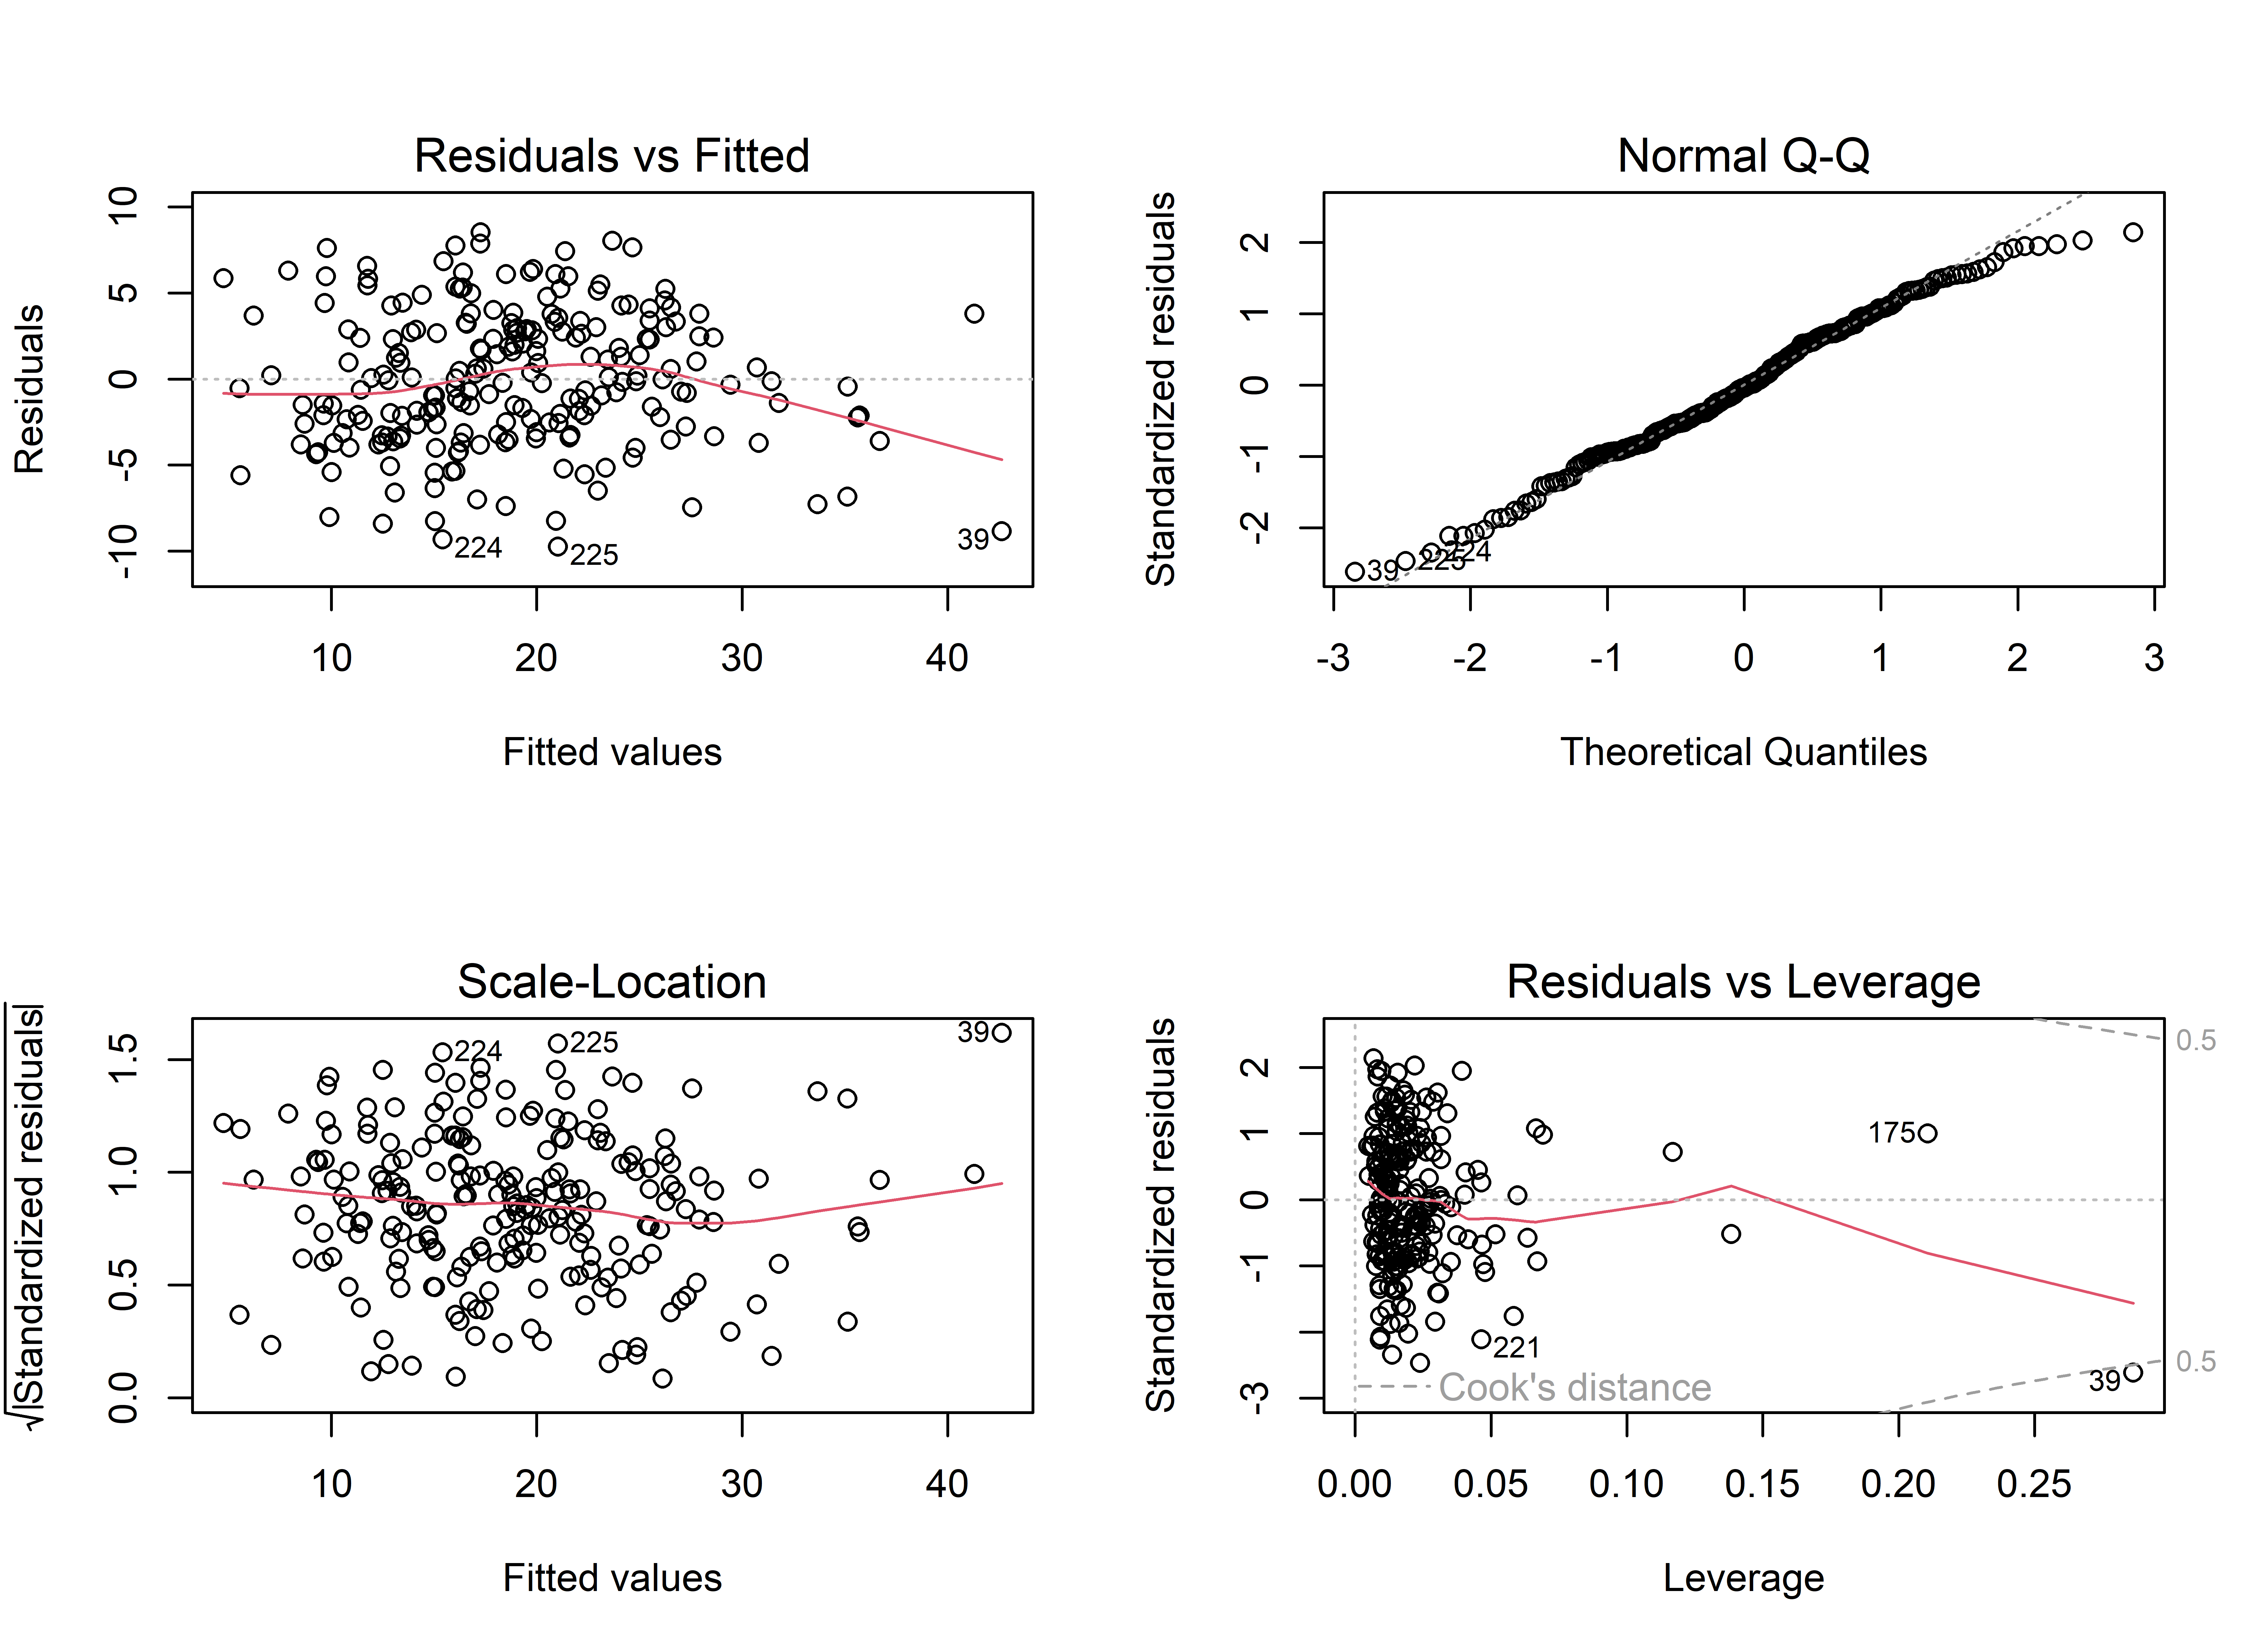 Residuals vs Fitted
Residuals
10
5
0
-5
-10
224
225
39
10 20 30 40
Fitted values
Normal Q-Q
Standardized residuals
2
1
0
-1
-2
39
225
224
-3 -2 -1 0 1 2 3
Theoretical Quantiles
Scale-Location
√|Standardized residuals|
1.5
1.0
0.5
0.0
224
225
39
10 20 30 40
Fitted values
Residuals vs Leverage
Standardized residuals
2
1
0
-1
-3
0.5
175
221
0.5
Cook's distance
39
0.00 0.05 0.10 0.15 0.20 0.25
Leverage